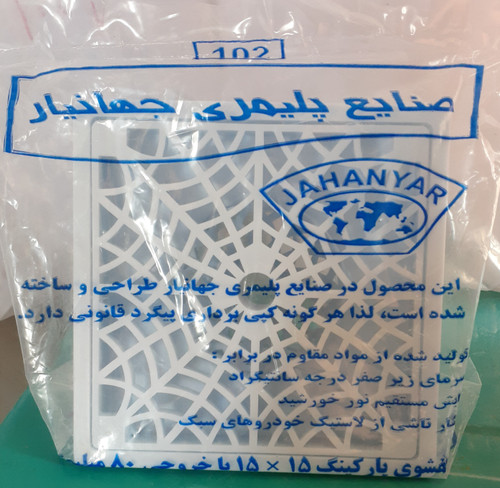 102
صنایع پلیمری جهانیار
JAHANYAR
این محصول در صنایع پلیمری جهانیار طراحی و ساخته
شده است، لذا هر گونه کپی برداری پیگرد قانونی دارد.
تولید شده از مواد مقاوم در برابر :
سرمای زیر صفر درجه سانتیگراد
مستقیم نور خورشید
ناشی از لاستیک خودروهای سبک
کفشوی پارکینگ ۱۵ × ۱۵ با خروجی ۸۰